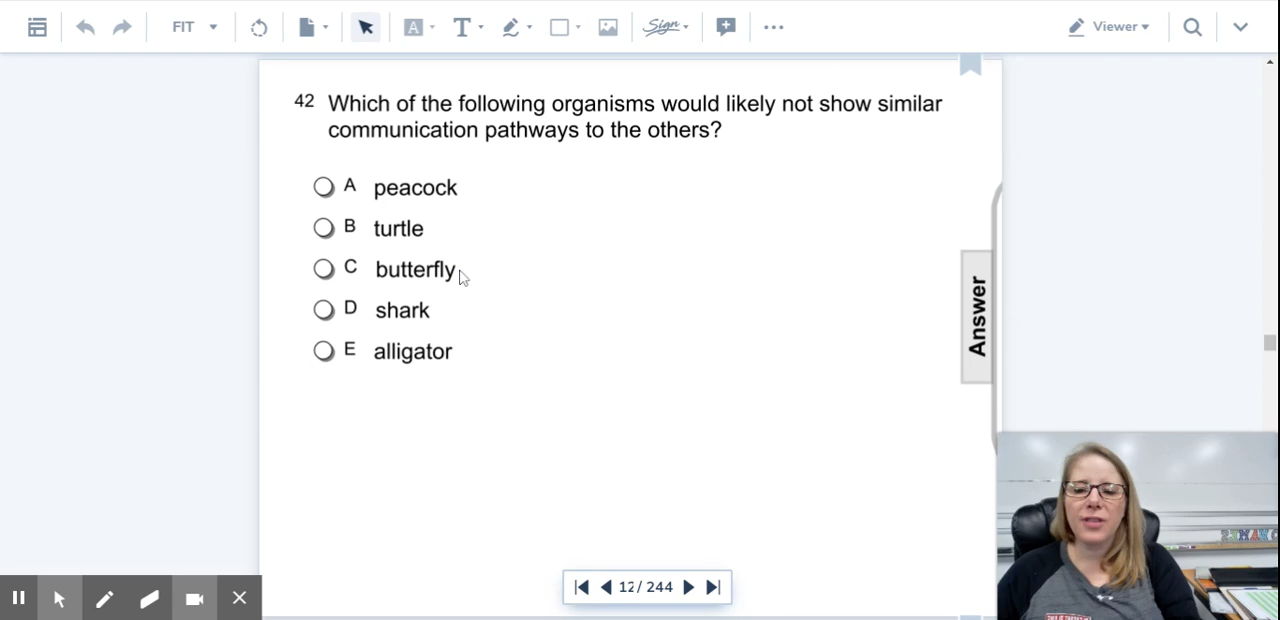 FIT
A
T
Sign
Viewer
42 Which of the following organisms would likely not show similar
communication pathways to the others?
A peacock
B turtle
C butterfly
D shark
E alligator
Answer
12/ 244